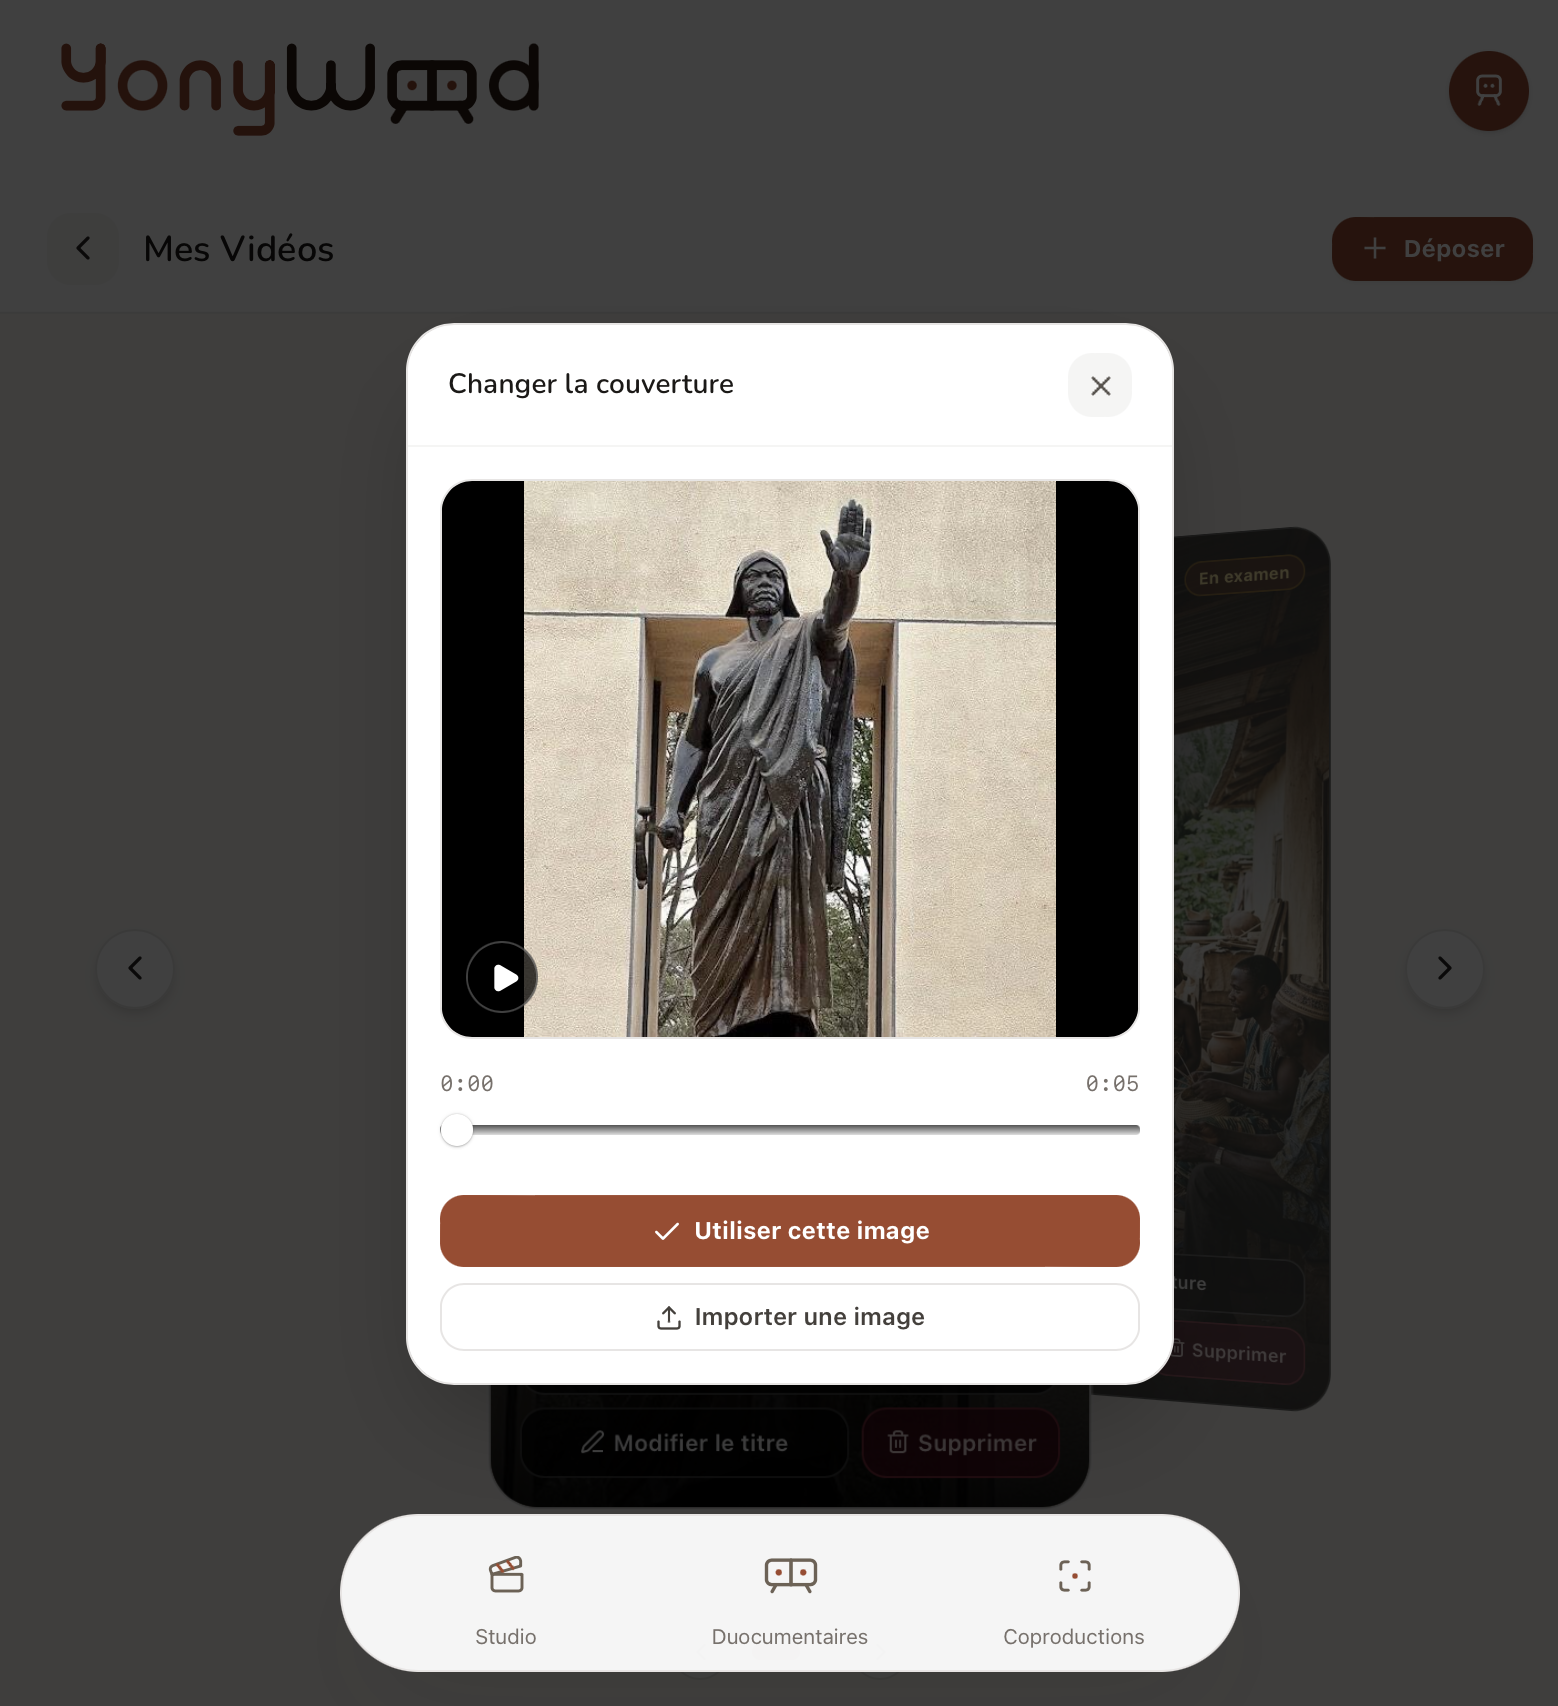 YonyWood
Mes Vidéos
Déposer
Changer la couverture
En examen
0:00
0:05
Utiliser cette image
Importer une image
ture
Supprimer
Modifier le titre
Supprimer
Studio
Duocumentaires
Coproductions